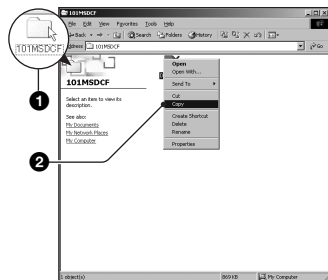 101MSDCF
File Edit View Favorites Tools Help
Back Search Folders History
Address 101MSDCF Go
101MSDCF
1
101MSDCF
Select an item to view its
description.
See also:
My Documents
My Network Places
My Computer
2
Open
Open With...
Send To
Cut
Copy
Create Shortcut
Delete
Rename
Properties
1 object(s) 869 KB My Computer